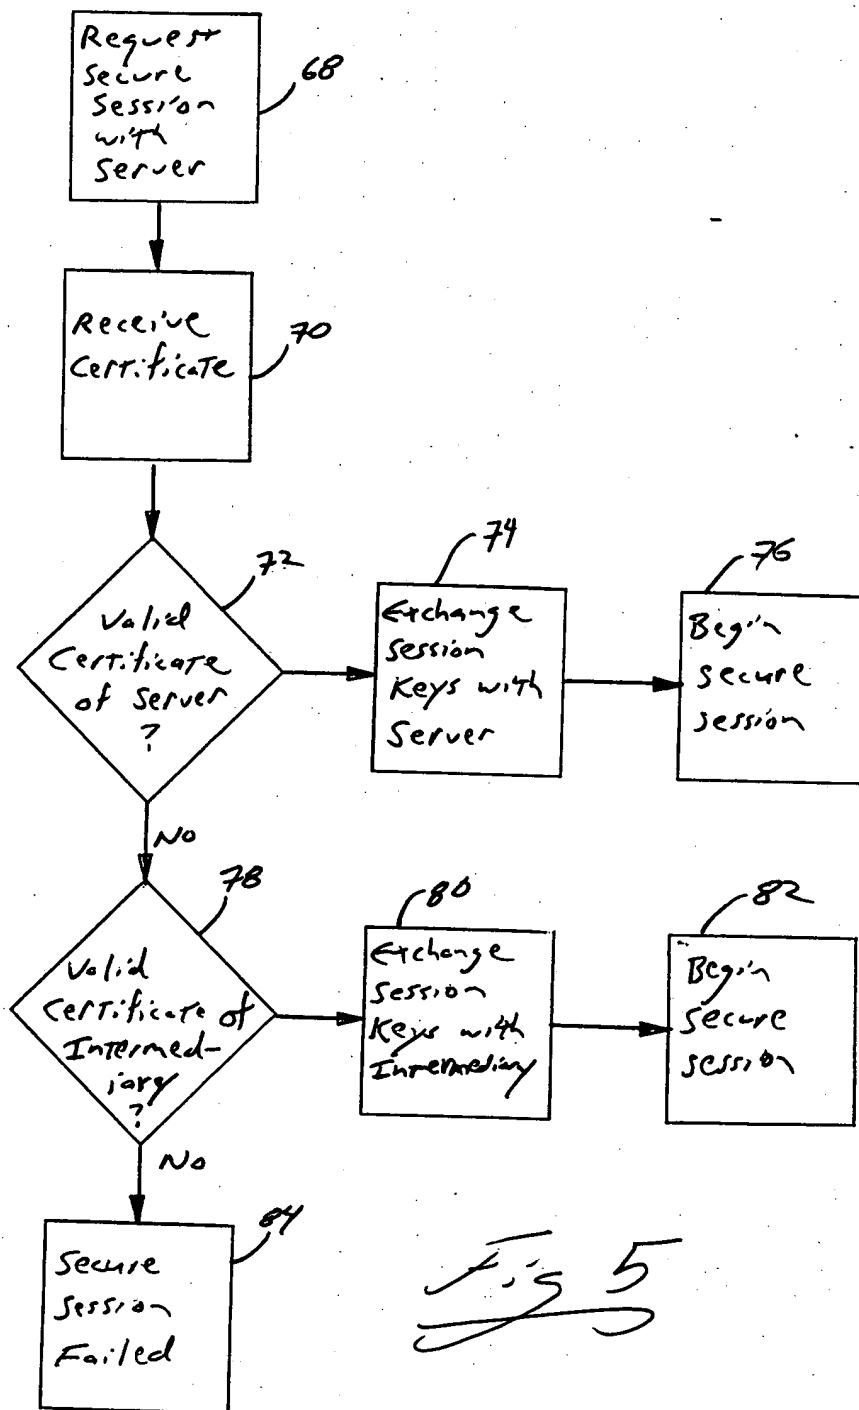 Request
Secure
Session
with
Server
68
Receive
Certificate
70
72
Valid
Certificate
of Server
?
74
Exchange
Session
Keys with
Server
76
Begin
secure
session
No
78
Valid
Certificate of
Intermed-
iary
?
80
Exchange
Session
Keys with
Intermediary
82
Begin
Secure
session
No
84
Secure
Session
Failed
Fig 5